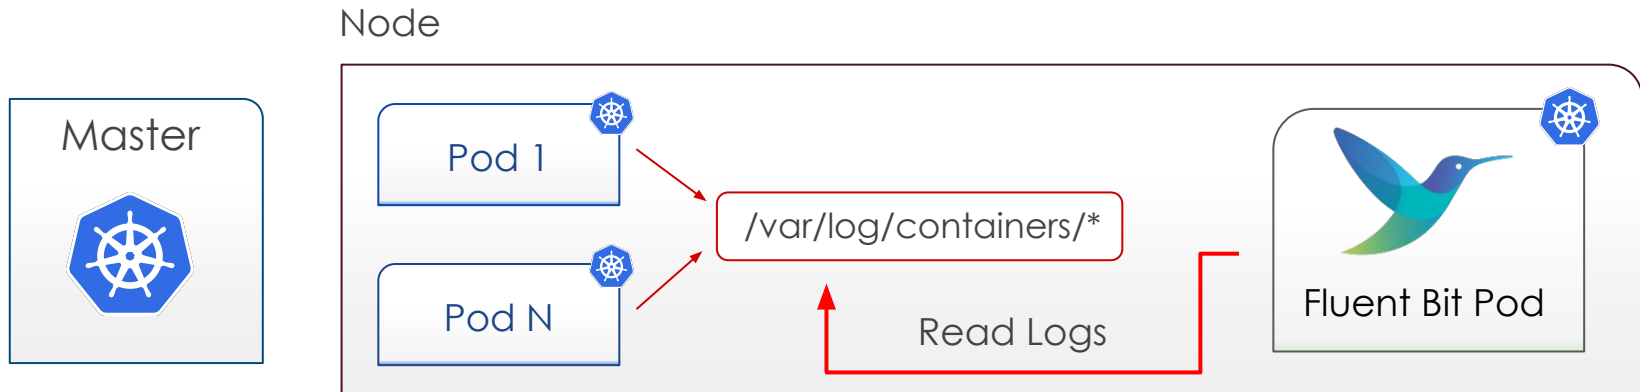 Node
Master
Pod 1
/var/log/containers/*
Pod N
Read Logs
Fluent Bit Pod